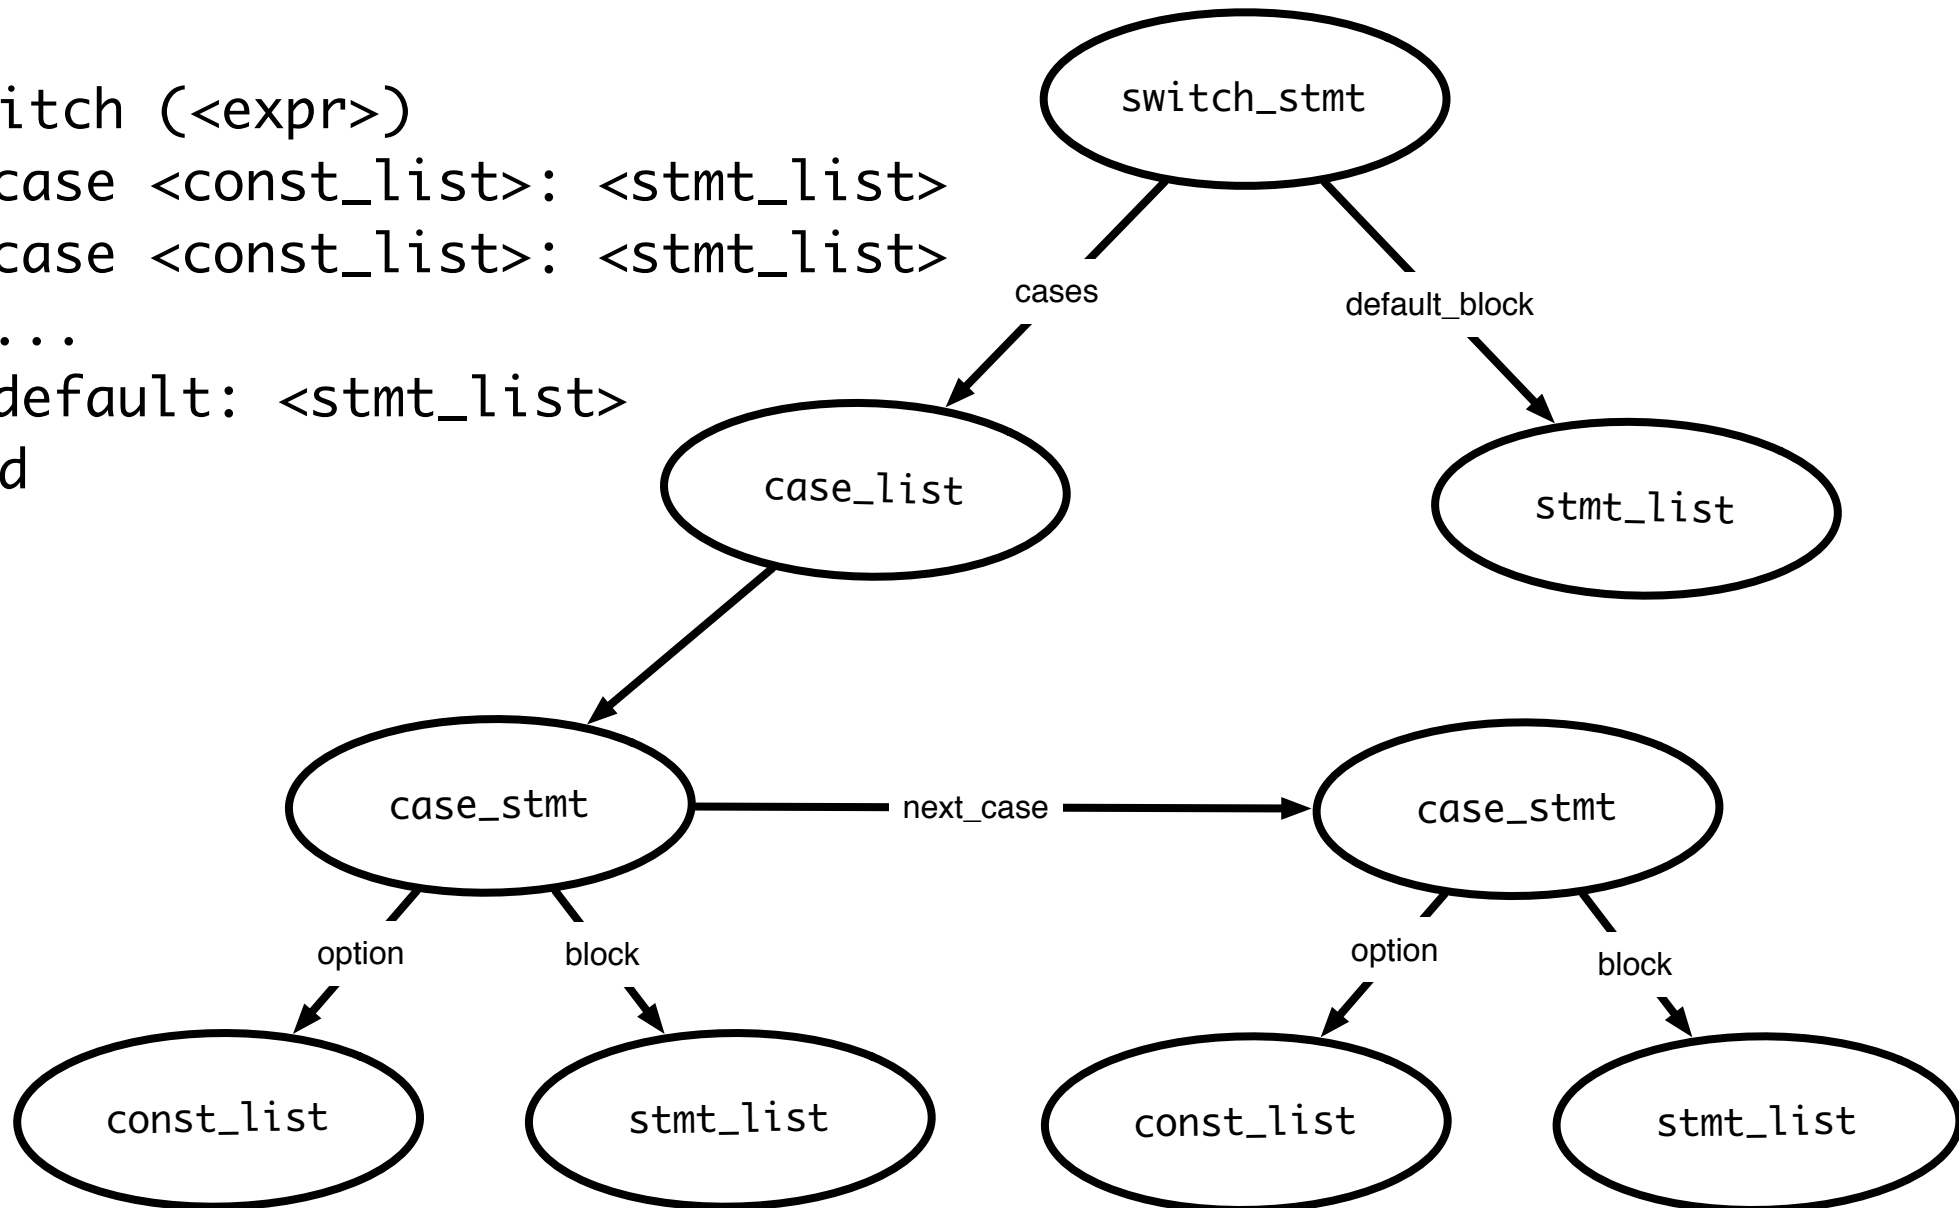 itch (<expr>)
case <const_list>: <stmt_list>
case <const_list>: <stmt_list>
...
default: <stmt_list>
d
switch_stmt
cases
default_block
case_list
stmt_list
case_stmt
next_case
case_stmt
option
block
option
block
const_list
stmt_list
const_list
stmt_list